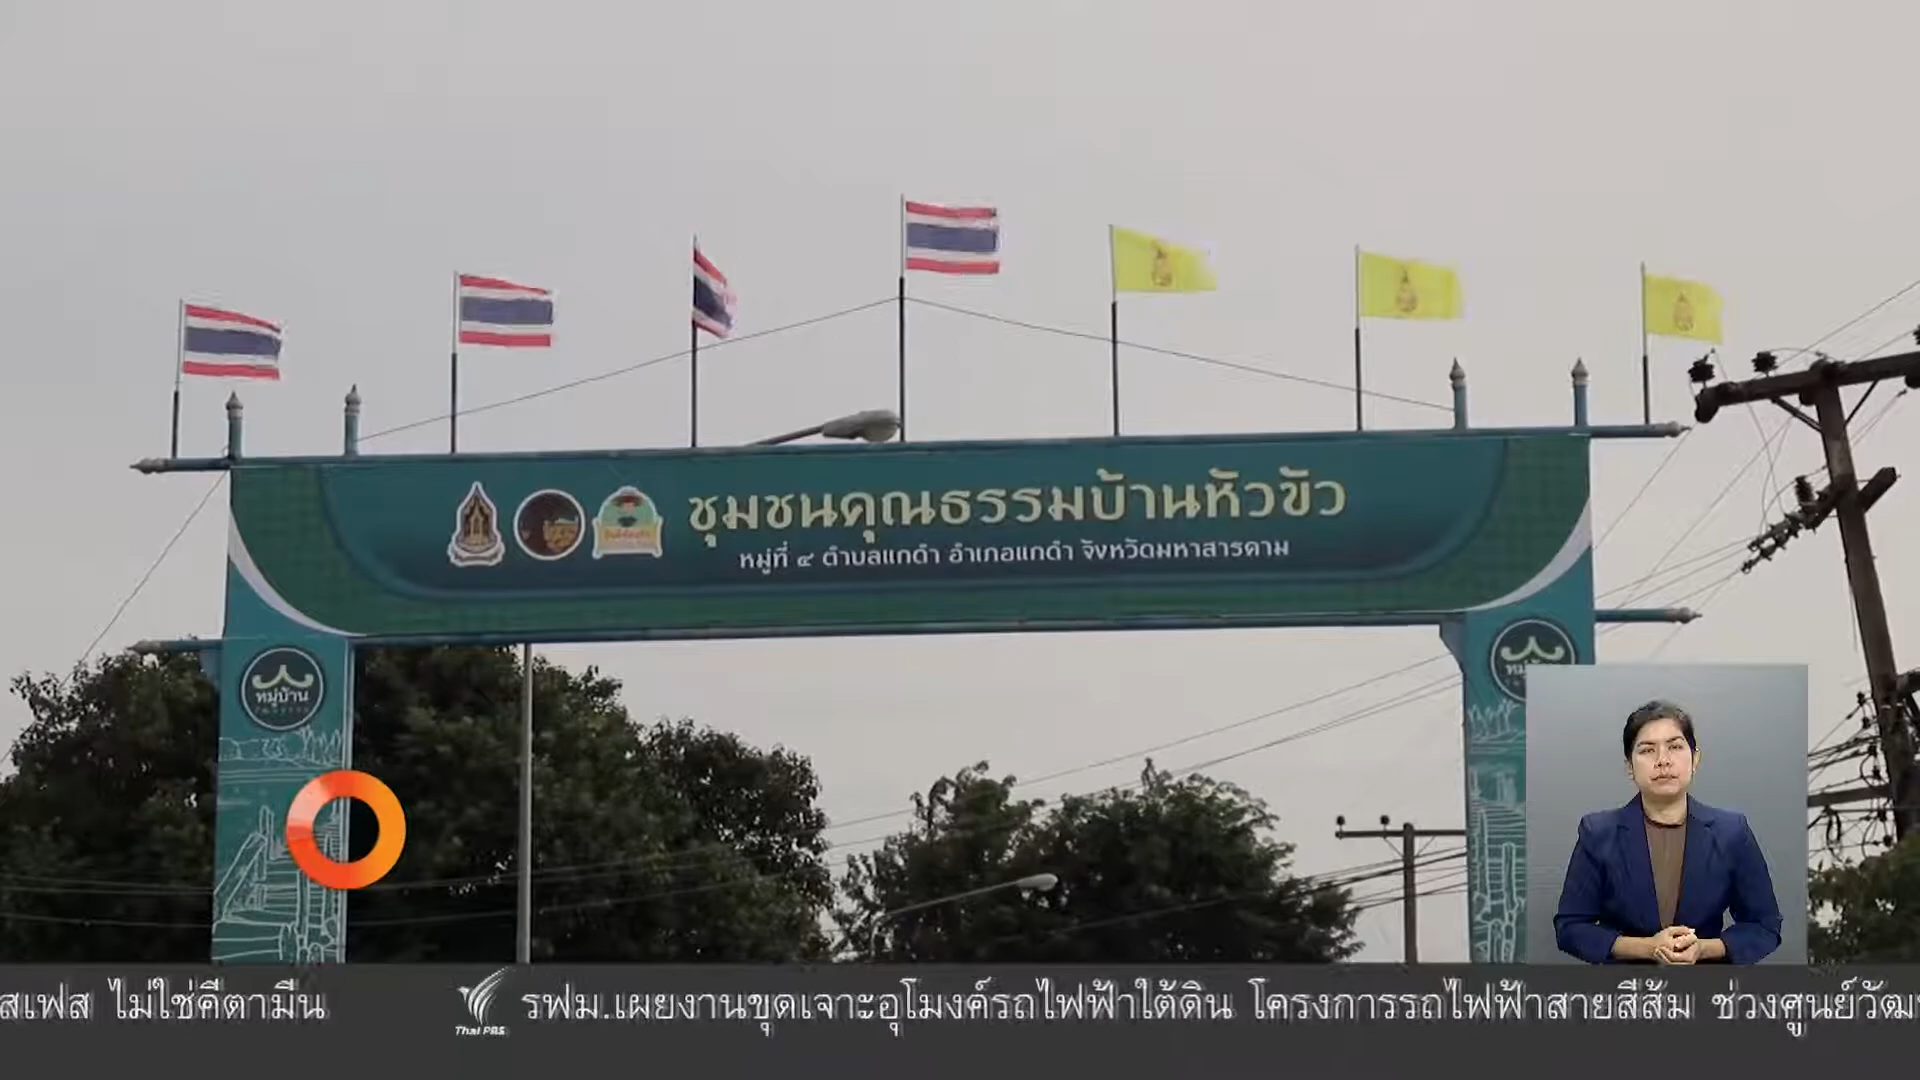 ชุมชนคุณธรรมบ้านหัวขัว
หมู่ที่ ๔ ตำบลแกดำ อำเภอแกดำ จังหวัดมหาสารคาม
หมู่บ้าน
สเฟส ไม่ใช่คีตามีน
Thai PBS
รฟม.เผยงานขุดเจาะอุโมงค์รถไฟฟ้าใต้ดิน โครงการรถไฟฟ้าสายสีส้ม ช่วงศูนย์วัฒ